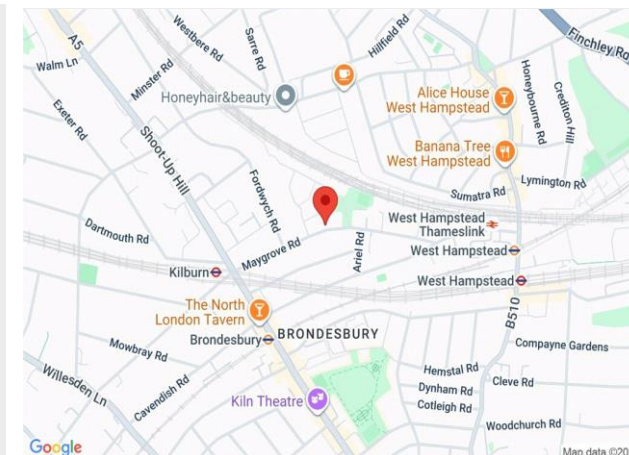 A5
Westbere Rd
Sarre Rd
Hillfield Rd
Finchley Ro
Walm Ln
Minster Rd
Honeyhair&beauty
Alice House
West Hampstead
Honeybourne Rd
Crediton Hill
Exeter Rd
Shoot-Up Hill
Banana Tree
West Hampstead
Fordwych Rd
Sumatra Rd
Lymington Rd
Dartmouth Rd
Maygrove Rd
Ariel Rd
West Hampstead
Thameslink
Kilburn
West Hampstead
West Hampstead
The North
London Tavern
B510
Brondesbury
BRONDESBURY
Compayne Gardens
Mowbray Rd
Willesden Ln
Cavendish Rd
Hemstal Rd
Dynham Rd
Cleve Rd
Cotleigh Rd
Kiln Theatre
Woodchurch Rd
Google
Map data ©20